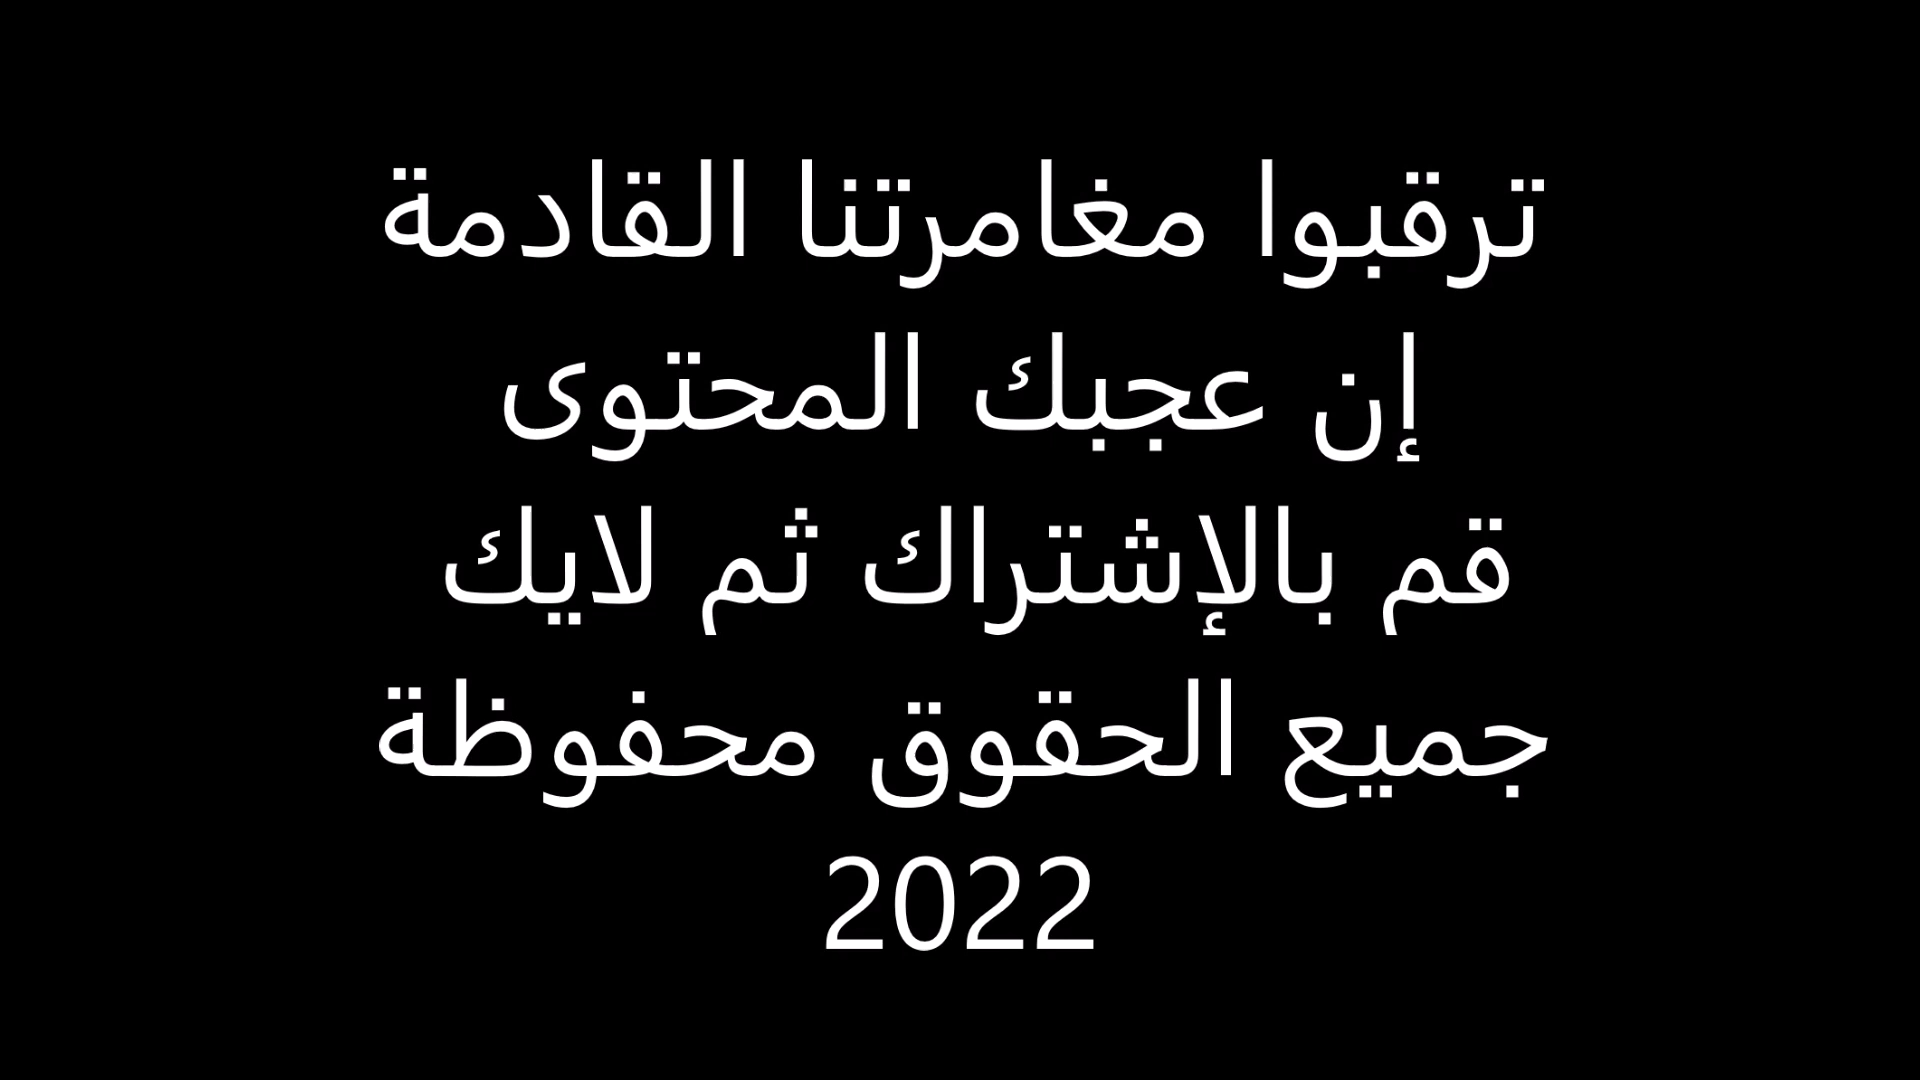 ترقبوا مغامرتنا القادمة
إن عجبك المحتوى
قم بالإشتراك ثم لايك
جميع الحقوق محفوظة
2022